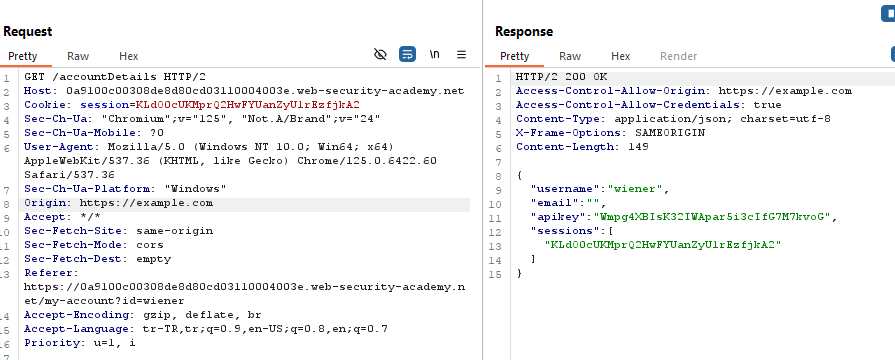 Request
Pretty Raw Hex
\n
1 GET /accountDetails HTTP/2
2 Host: 0a9100c00308de8d80cd03110004003e.web-security-academy.net
3 Cookie: session=KLdO0cUKMprQ2HwFYUanZyUlrEzfjkA2
4 Sec-Ch-Ua: "Chromium";v="125", "Not.A/Brand";v="24"
5 Sec-Ch-Ua-Mobile: ?0
6 User-Agent: Mozilla/5.0 (Windows NT 10.0; Win64; x64)
AppleWebKit/537.36 (KHTML, like Gecko) Chrome/125.0.6422.60
Safari/537.36
7 Sec-Ch-Ua-Platform: "Windows"
8 Origin: https://example.com
9 Accept: */*
10 Sec-Fetch-Site: same-origin
11 Sec-Fetch-Mode: cors
12 Sec-Fetch-Dest: empty
13 Referer:
https://0a9100c00308de8d80cd03110004003e.web-security-academy.n
et/my-account?id=wiener
14 Accept-Encoding: gzip, deflate, br
15 Accept-Language: tr-TR,tr;q=0.9,en-US;q=0.8,en;q=0.7
16 Priority: u=1, i
17
Response
Pretty Raw Hex Render
1 HTTP/2 200 OK
2 Access-Control-Allow-Origin: https://example.com
3 Access-Control-Allow-Credentials: true
4 Content-Type: application/json; charset=utf-8
5 X-Frame-Options: SAMEORIGIN
6 Content-Length: 149
7
8 {
9 "username":"wiener",
10 "email":"",
11 "apikey":"Wmpg4XBIsK32IWApar5i3cIfG7M7kvoG",
12 "sessions":[
13 "KLdO0cUKMprQ2HwFYUanZyUlrEzfjkA2"
14 ]
15 }